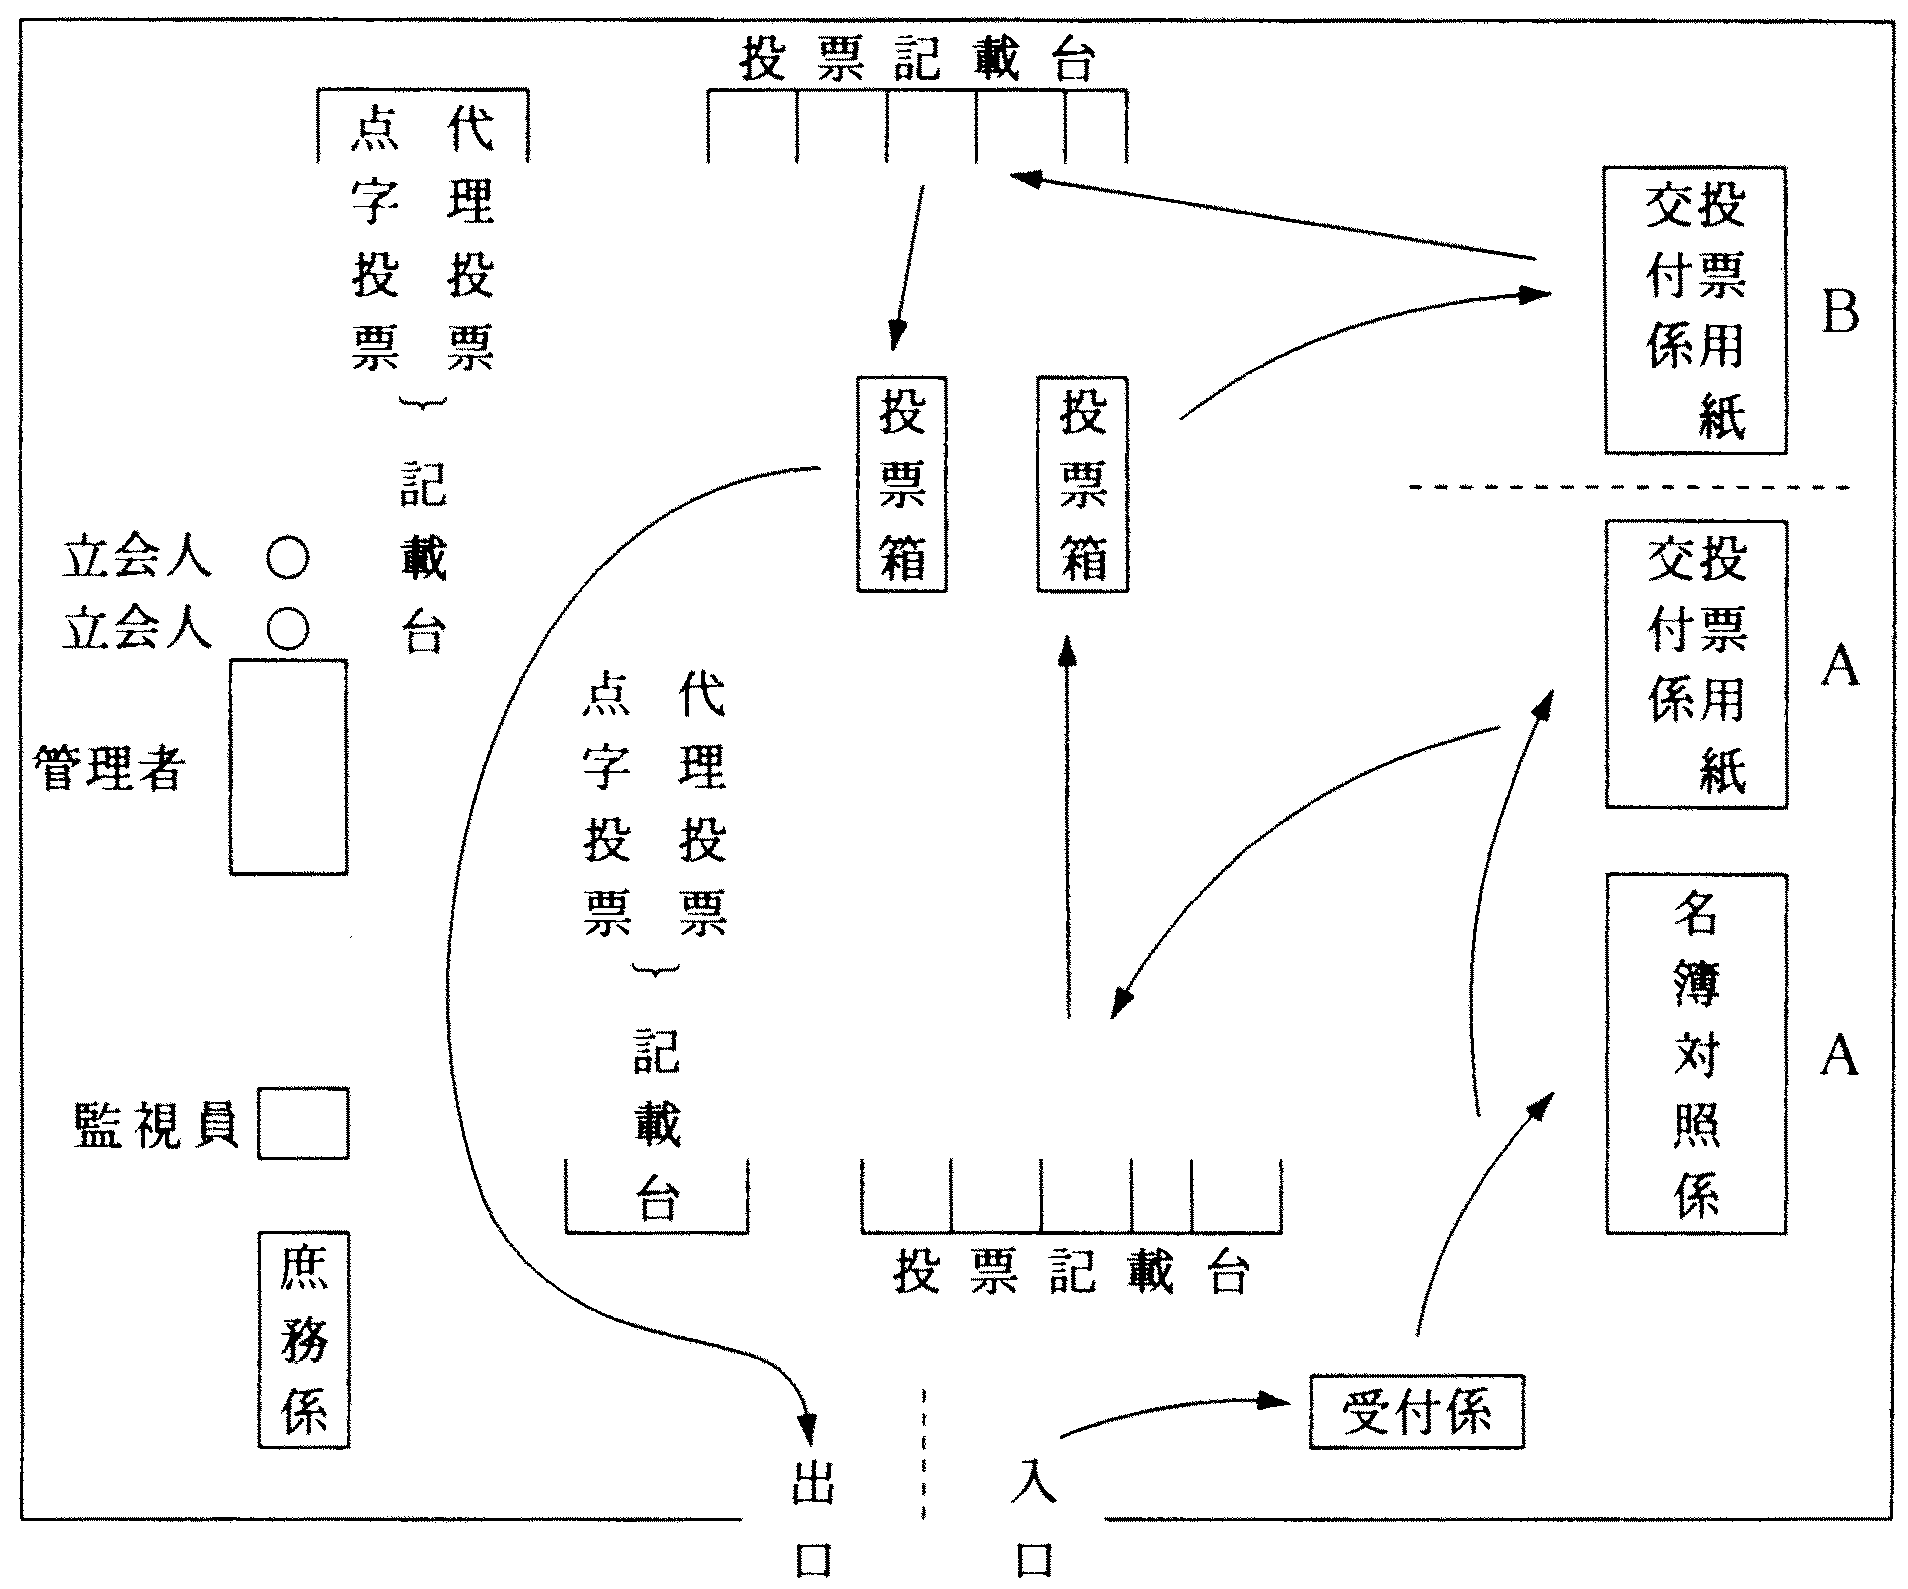 投票記載台
代理投票
点字投票
記載台
投票用紙
交付係
B
投票箱
投票箱
立会人
立会人
管理者
代理投票
点字投票
記載台
投票用紙
交付係
A
名簿対照係
A
監視員
庶務係
投票記載台
受付係
出口
入口